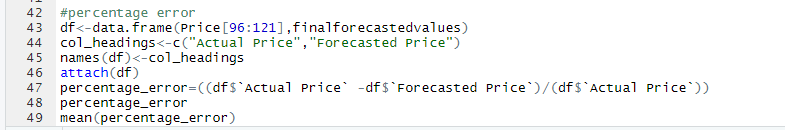 42 #percentage error
43 df<-data.frame(Price[96:121],finalforecastedvalues)
44 col_headings<-c("Actual Price","Forecasted Price")
45 names(df)<-col_headings
46 attach(df)
47 percentage_error=((df$`Actual Price` -df$`Forecasted Price`)/(df$`Actual Price`))
48 percentage_error
49 mean(percentage_error)